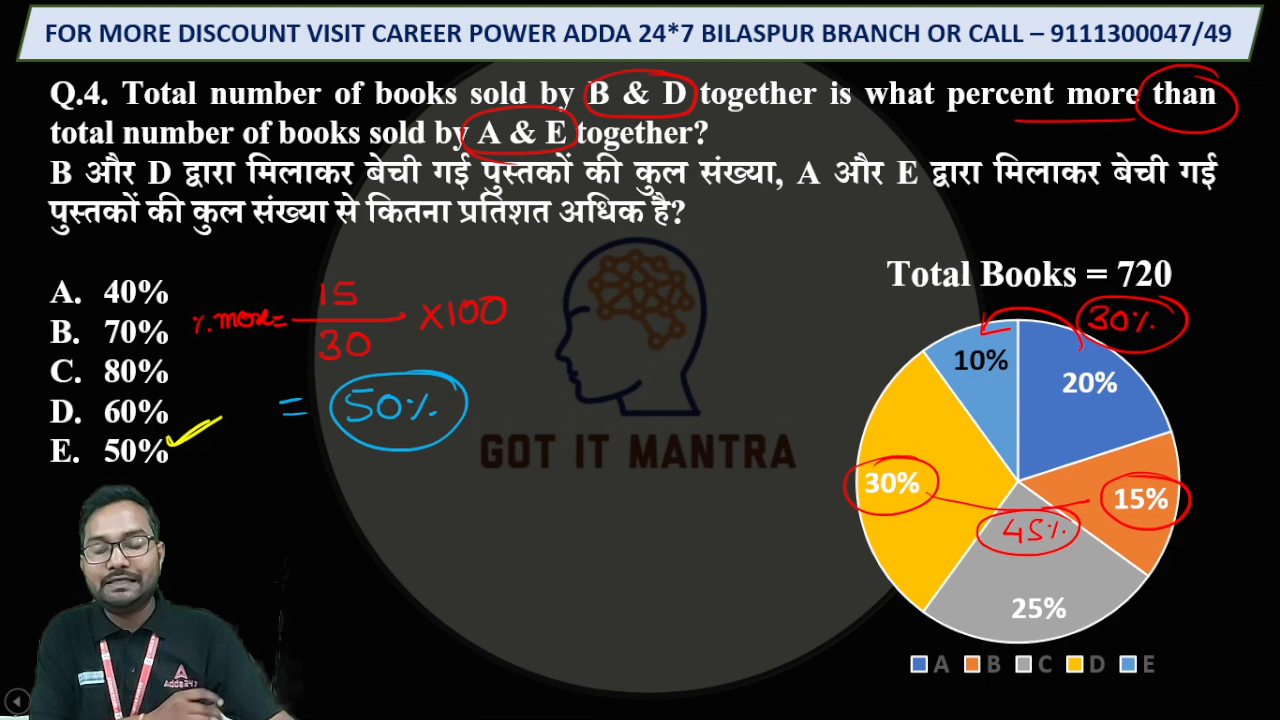 FOR MORE DISCOUNT VISIT CAREER POWER ADDA 24*7 BILASPUR BRANCH OR CALL – 9111300047/49
Q.4. Total number of books sold by B & D together is what percent more than
total number of books sold by A & E together?
B और D द्वारा मिलाकर बेची गई पुस्तकों की कुल संख्या, A और E द्वारा मिलाकर बेची गई
पुस्तकों की कुल संख्या से कितना प्रतिशत अधिक है?
Total Books = 720
A. 40%
B. 70%
C. 80%
D. 60%
E. 50%
%. more = 15/30 ×100
= 50%
30%
10%
20%
30%
15%
45%
25%
A B C D E
GOT IT MANTRA
Adda247